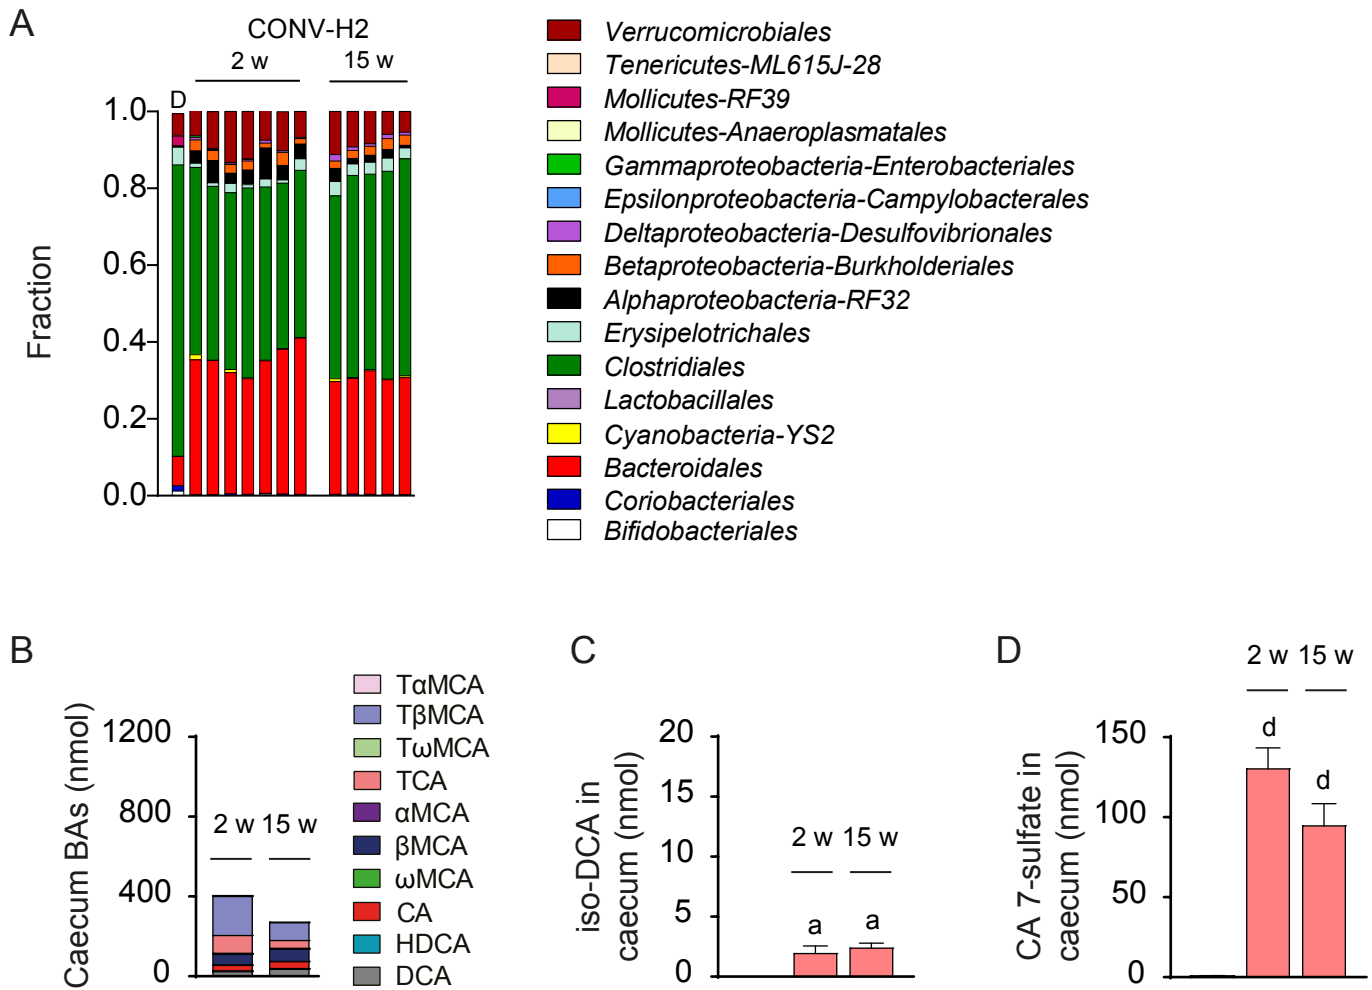 A
CONV-H2
2 w
15 w
D
1.0
0.8
0.6
0.4
0.2
0.0
Fraction
Verrucomicrobiales
Tenericutes-ML615J-28
Mollicutes-RF39
Mollicutes-Anaeroplasmatales
Gammaproteobacteria-Enterobacteriales
Epsilonproteobacteria-Campylobacterales
Deltaproteobacteria-Desulfovibrionales
Betaproteobacteria-Burkholderiales
Alphaproteobacteria-RF32
Erysipelotrichales
Clostridiales
Lactobacillales
Cyanobacteria-YS2
Bacteroidales
Coriobacteriales
Bifidobacteriales
B
Caecum BAs (nmol)
1200
800
400
0
2 w
15 w
TαMCA
TβMCA
TωMCA
TCA
αMCA
βMCA
ωMCA
CA
HDCA
DCA
C
iso-DCA in
caecum (nmol)
20
15
10
5
0
2 w
15 w
a
a
D
CA 7-sulfate in
caecum (nmol)
150
100
50
0
2 w
15 w
d
d